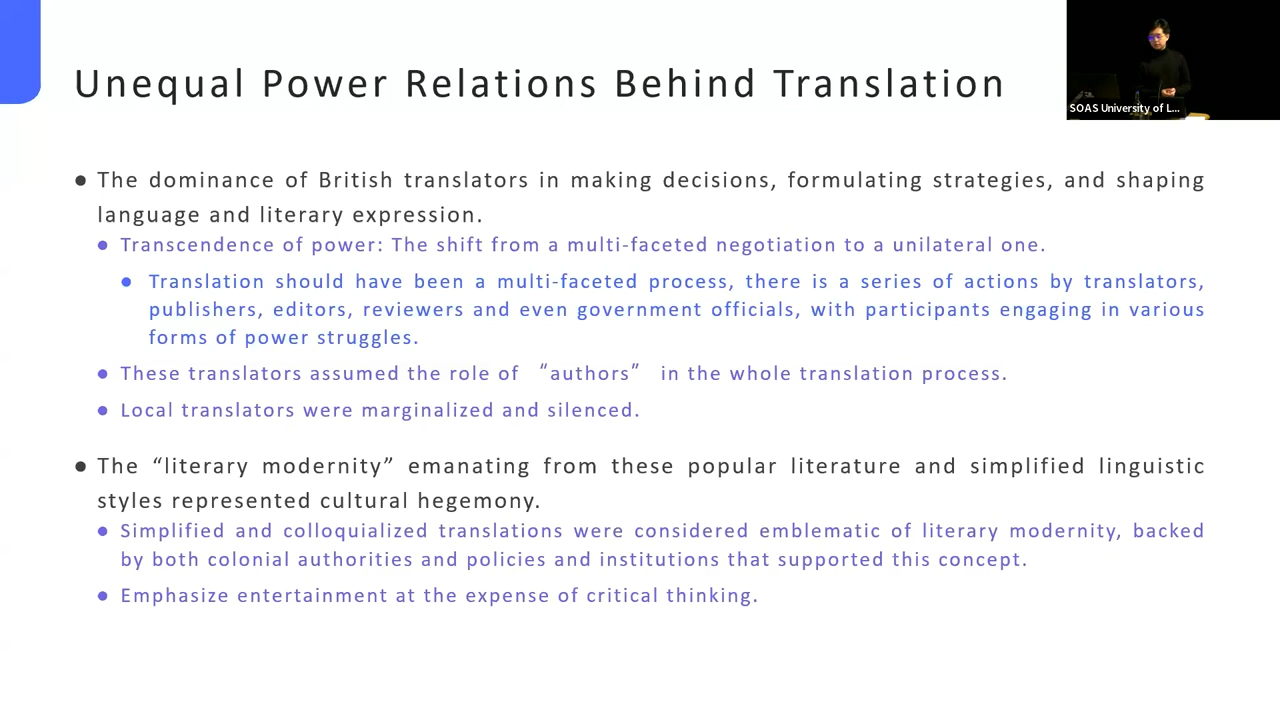 Unequal Power Relations Behind Translation
SOAS University of L...
● The dominance of British translators in making decisions, formulating strategies, and shaping
language and literary expression.
● Transcendence of power: The shift from a multi-faceted negotiation to a unilateral one.
● Translation should have been a multi-faceted process, there is a series of actions by translators,
publishers, editors, reviewers and even government officials, with participants engaging in various
forms of power struggles.
● These translators assumed the role of “authors” in the whole translation process.
● Local translators were marginalized and silenced.
● The “literary modernity” emanating from these popular literature and simplified linguistic
styles represented cultural hegemony.
● Simplified and colloquialized translations were considered emblematic of literary modernity, backed
by both colonial authorities and policies and institutions that supported this concept.
● Emphasize entertainment at the expense of critical thinking.